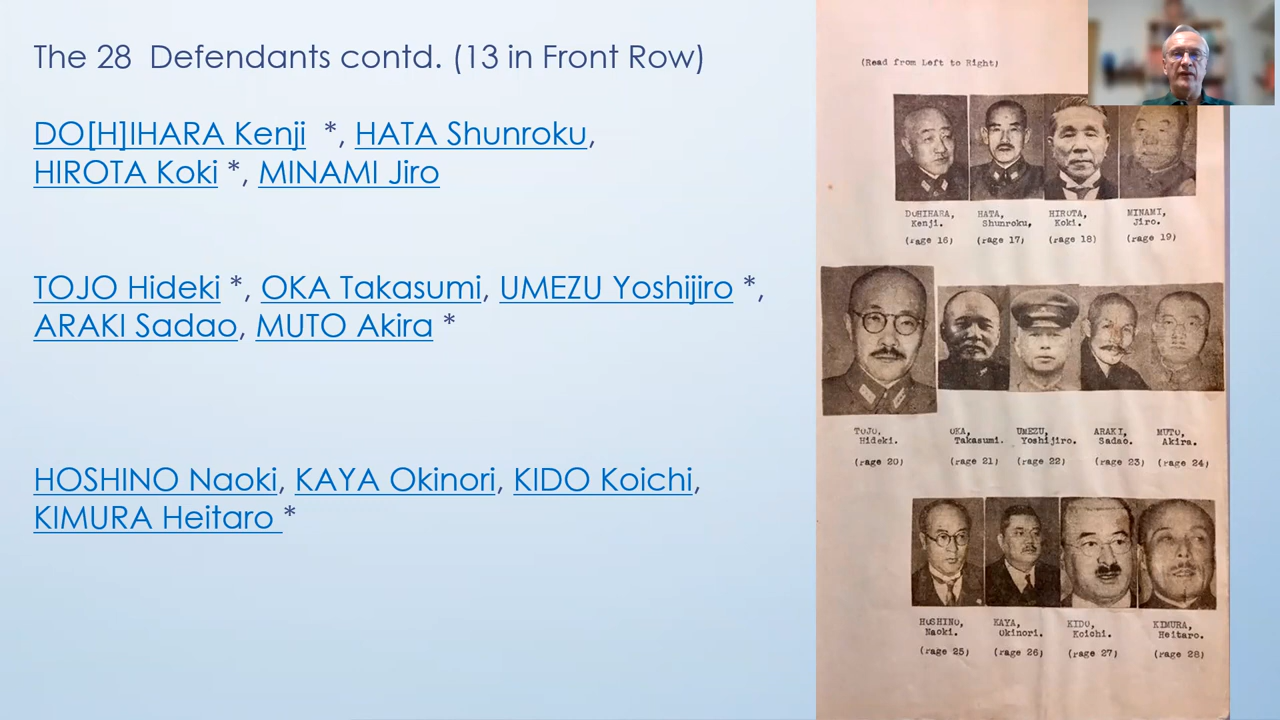 The 28  Defendants contd. (13 in Front Row)
DO[H]IHARA Kenji  *, HATA Shunroku,
HIROTA Koki *, MINAMI Jiro
TOJO Hideki *, OKA Takasumi, UMEZU Yoshijiro *,
ARAKI Sadao, MUTO Akira *
HOSHINO Naoki, KAYA Okinori, KIDO Koichi,
KIMURA Heitaro *
(Read from Left to Right)
DOHIHARA, HATA, HIROTA, MINAMI,
Kenji. Shunroku, Koki. Jiro.
(rage 16) (rage 17) (rage 18) (rage 19)
TOJO, OKA, UMEZU, ARAKI, MUTO,
Hideki. Takasumi. Yoshijiro. Sadao. Akira.
(rage 20) (rage 21) (rage 22) (rage 23) (rage 24)
HOSHINO, KAYA, KIDO, KIMURA,
Naoki. Okinori. Koichi. Heitaro.
(rage 25) (rage 26) (rage 27) (rage 28)